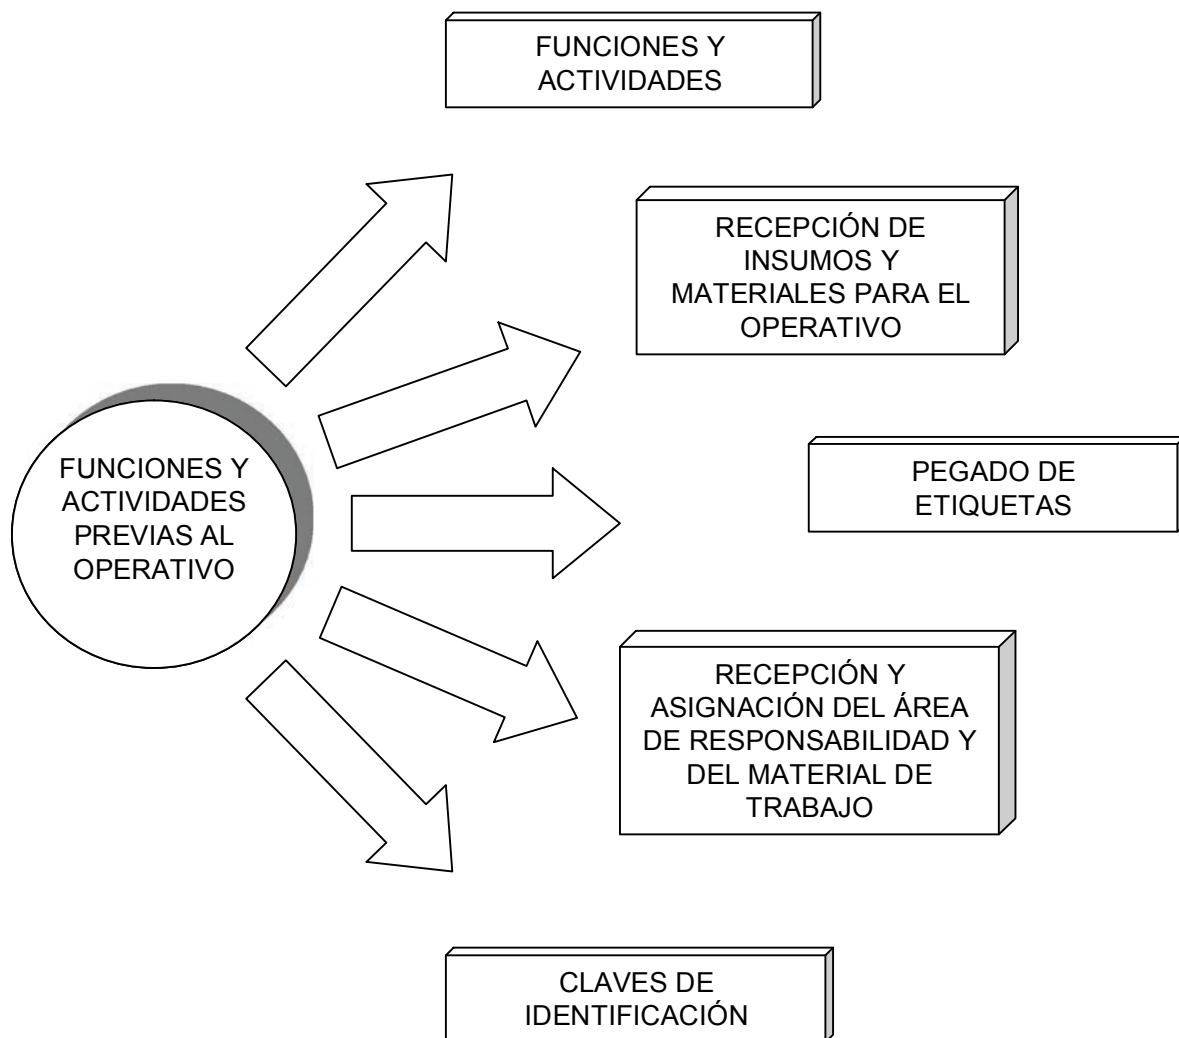 FUNCIONES Y
ACTIVIDADES
RECEPCIÓN DE
INSUMOS Y
MATERIALES PARA EL
OPERATIVO
FUNCIONES Y
ACTIVIDADES
PREVIAS AL
OPERATIVO
PEGADO DE
ETIQUETAS
RECEPCIÓN Y
ASIGNACIÓN DEL ÁREA
DE RESPONSABILIDAD Y
DEL MATERIAL DE
TRABAJO
CLAVES DE
IDENTIFICACIÓN